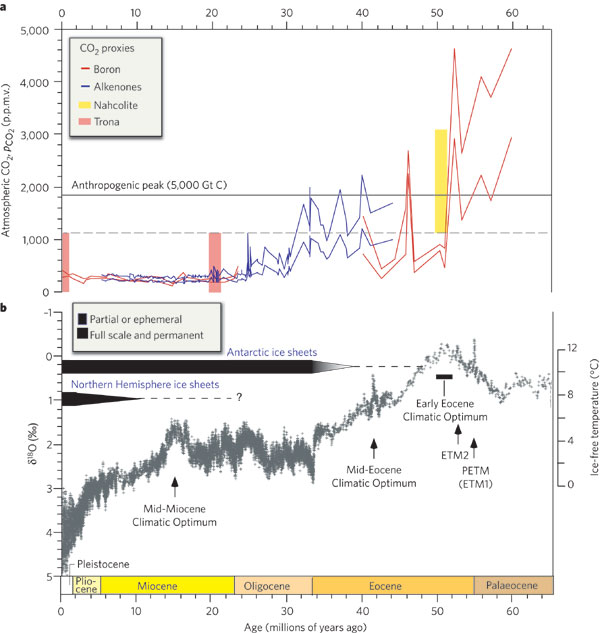 a
0 10 20 30 40 50 60
5,000
4,000
3,000
2,000
1,000
0
Atmospheric CO2, PCO2 (p.p.m.v.)
CO2 proxies
Boron
Alkenones
Nahcolite
Trona
Anthropogenic peak (5,000 Gt C)
b
–1
0
1
2
3
4
5
δ18O (‰)
Partial or ephemeral
Full scale and permanent
Antarctic ice sheets
Northern Hemisphere ice sheets
?
12
8
4
0
8
4
0
Ice-free temperature (°C)
Early Eocene
Climatic Optimum
ETM2
PETM
(ETM1)
Mid-Eocene
Climatic Optimum
Mid-Miocene
Climatic Optimum
Pleistocene
Plio-
cene
Miocene
Oligocene
Eocene
Palaeocene
0 10 20 30 40 50 60
Age (millions of years ago)